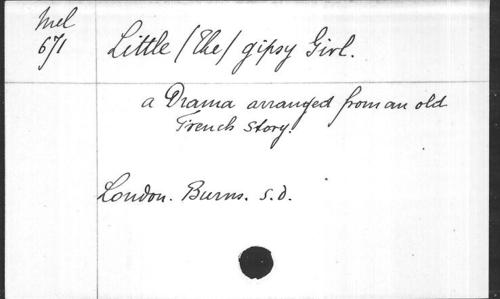 Mel
671
Little /The/ gipsy Girl.
a Drama arranged from an old
French Story.
London. Burns. s.d.